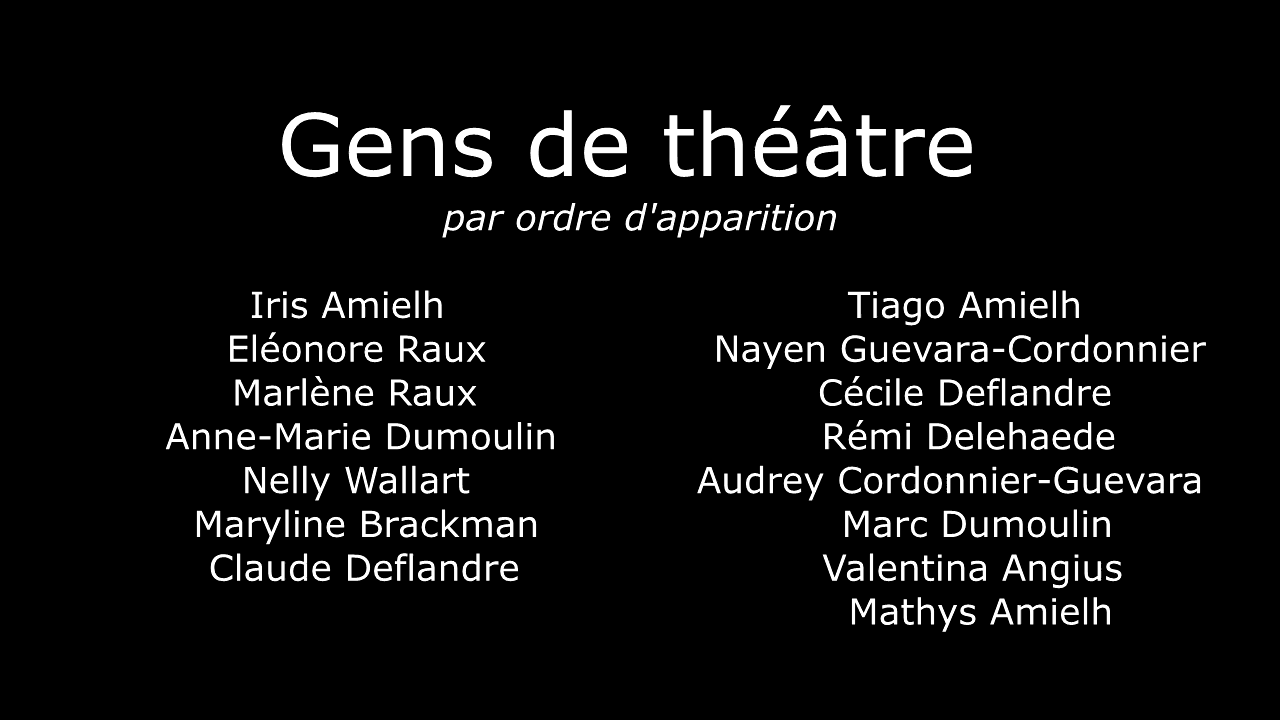 Gens de théâtre
par ordre d'apparition
Iris Amielh
Eléonore Raux
Marlène Raux
Anne-Marie Dumoulin
Nelly Wallart
Maryline Brackman
Claude Deflandre
Tiago Amielh
Nayen Guevara-Cordonnier
Cécile Deflandre
Rémi Delehaede
Audrey Cordonnier-Guevara
Marc Dumoulin
Valentina Angius
Mathys Amielh